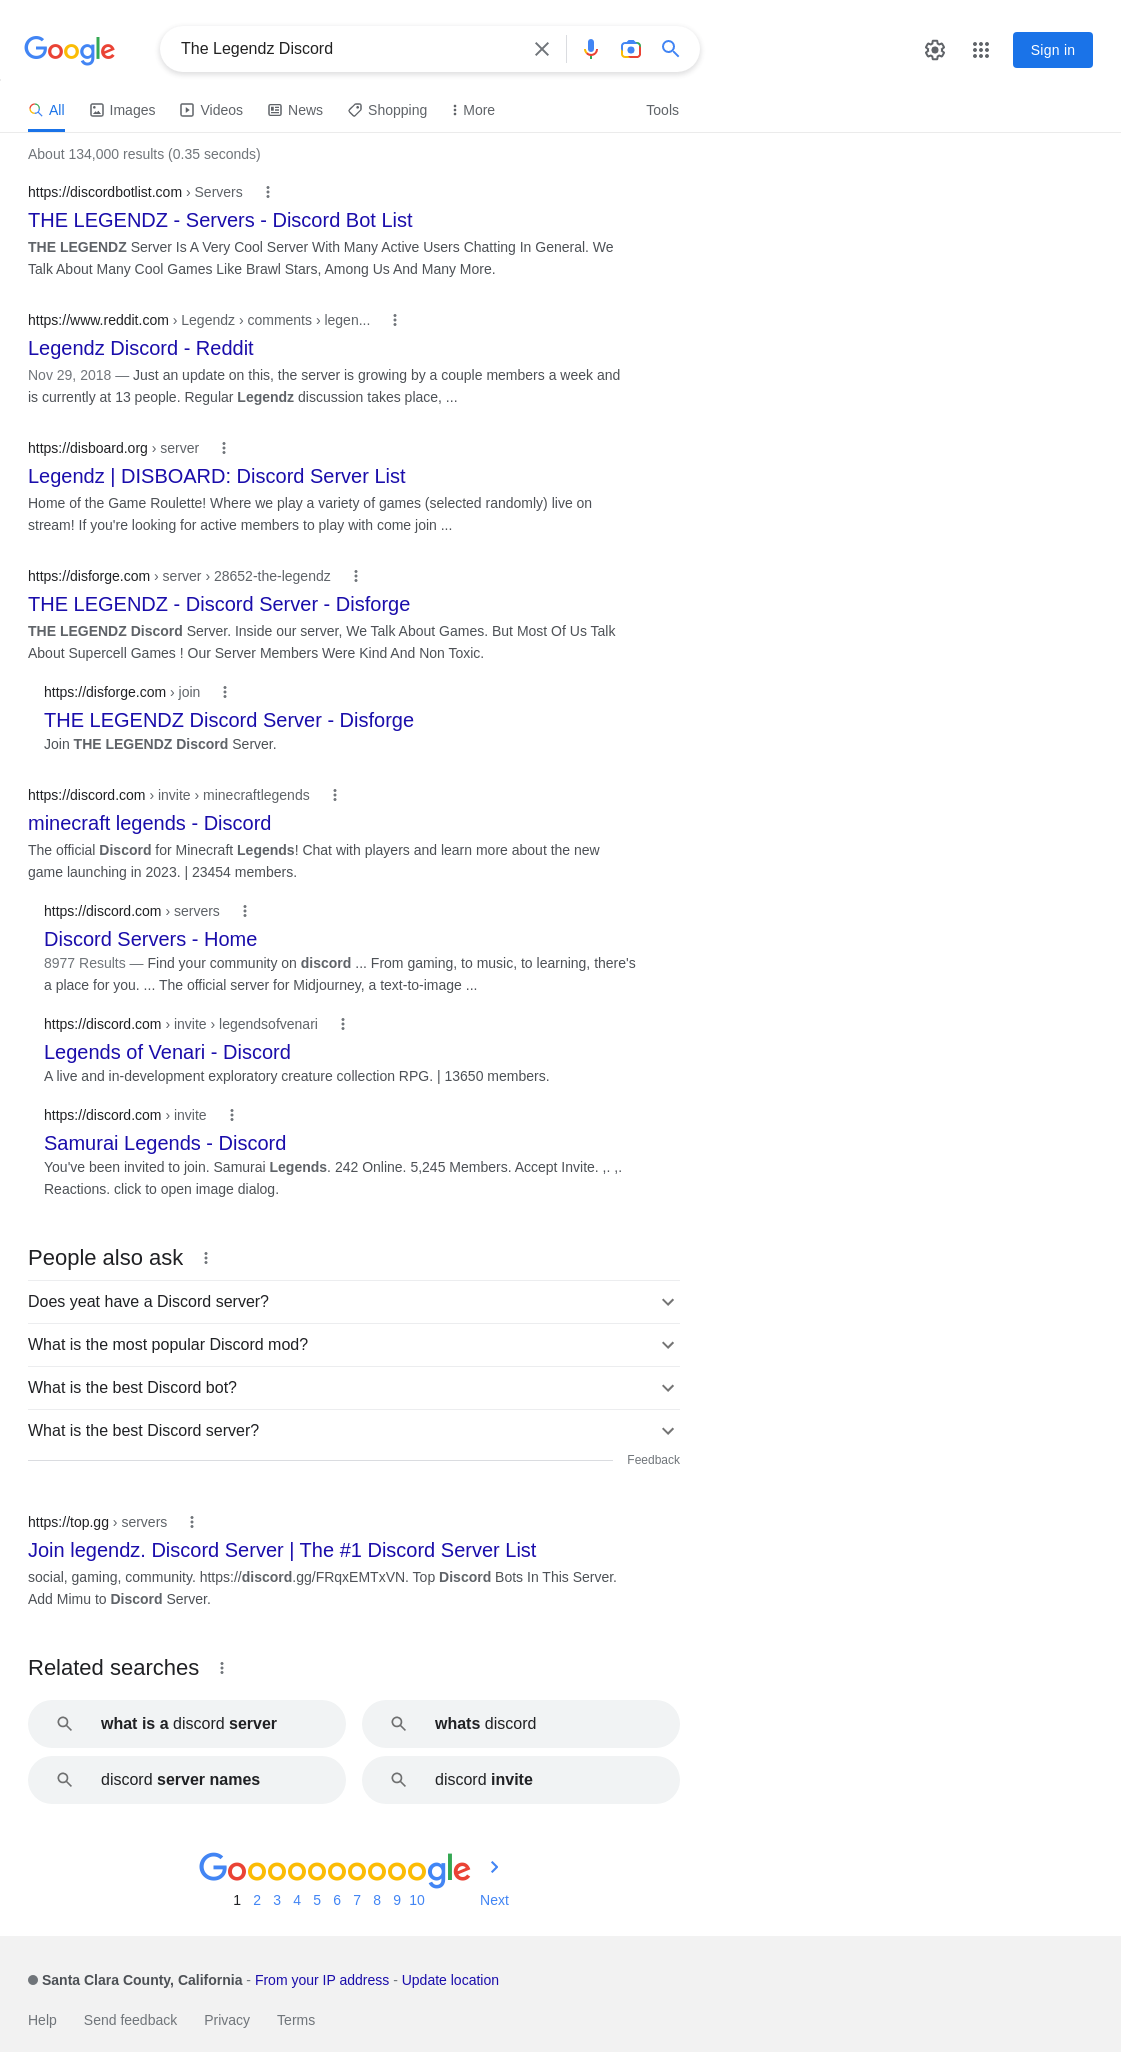 Google
The Legendz Discord
Sign in
All Images Videos News Shopping More Tools
About 134,000 results (0.35 seconds)
https://discordbotlist.com › Servers
THE LEGENDZ - Servers - Discord Bot List
THE LEGENDZ Server Is A Very Cool Server With Many Active Users Chatting In General. We
Talk About Many Cool Games Like Brawl Stars, Among Us And Many More.
https://www.reddit.com › Legendz › comments › legen...
Legendz Discord - Reddit
Nov 29, 2018 — Just an update on this, the server is growing by a couple members a week and
is currently at 13 people. Regular Legendz discussion takes place, ...
https://disboard.org › server
Legendz | DISBOARD: Discord Server List
Home of the Game Roulette! Where we play a variety of games (selected randomly) live on
stream! If you're looking for active members to play with come join ...
https://disforge.com › server › 28652-the-legendz
THE LEGENDZ - Discord Server - Disforge
THE LEGENDZ Discord Server. Inside our server, We Talk About Games. But Most Of Us Talk
About Supercell Games ! Our Server Members Were Kind And Non Toxic.
https://disforge.com › join
THE LEGENDZ Discord Server - Disforge
Join THE LEGENDZ Discord Server.
https://discord.com › invite › minecraftlegends
minecraft legends - Discord
The official Discord for Minecraft Legends! Chat with players and learn more about the new
game launching in 2023. | 23454 members.
https://discord.com › servers
Discord Servers - Home
8977 Results — Find your community on discord ... From gaming, to music, to learning, there's
a place for you. ... The official server for Midjourney, a text-to-image ...
https://discord.com › invite › legendsofvenari
Legends of Venari - Discord
A live and in-development exploratory creature collection RPG. | 13650 members.
https://discord.com › invite
Samurai Legends - Discord
You've been invited to join. Samurai Legends. 242 Online. 5,245 Members. Accept Invite. ,. ,.
Reactions. click to open image dialog.
People also ask
Does yeat have a Discord server?
What is the most popular Discord mod?
What is the best Discord bot?
What is the best Discord server?
Feedback
https://top.gg › servers
Join legendz. Discord Server | The #1 Discord Server List
social, gaming, community. https://discord.gg/FRqxEMTxVN. Top Discord Bots In This Server.
Add Mimu to Discord Server.
Related searches
what is a discord server
whats discord
discord server names
discord invite
Goooooooooogle
1 2 3 4 5 6 7 8 9 10 Next
Santa Clara County, California - From your IP address - Update location
Help Send feedback Privacy Terms